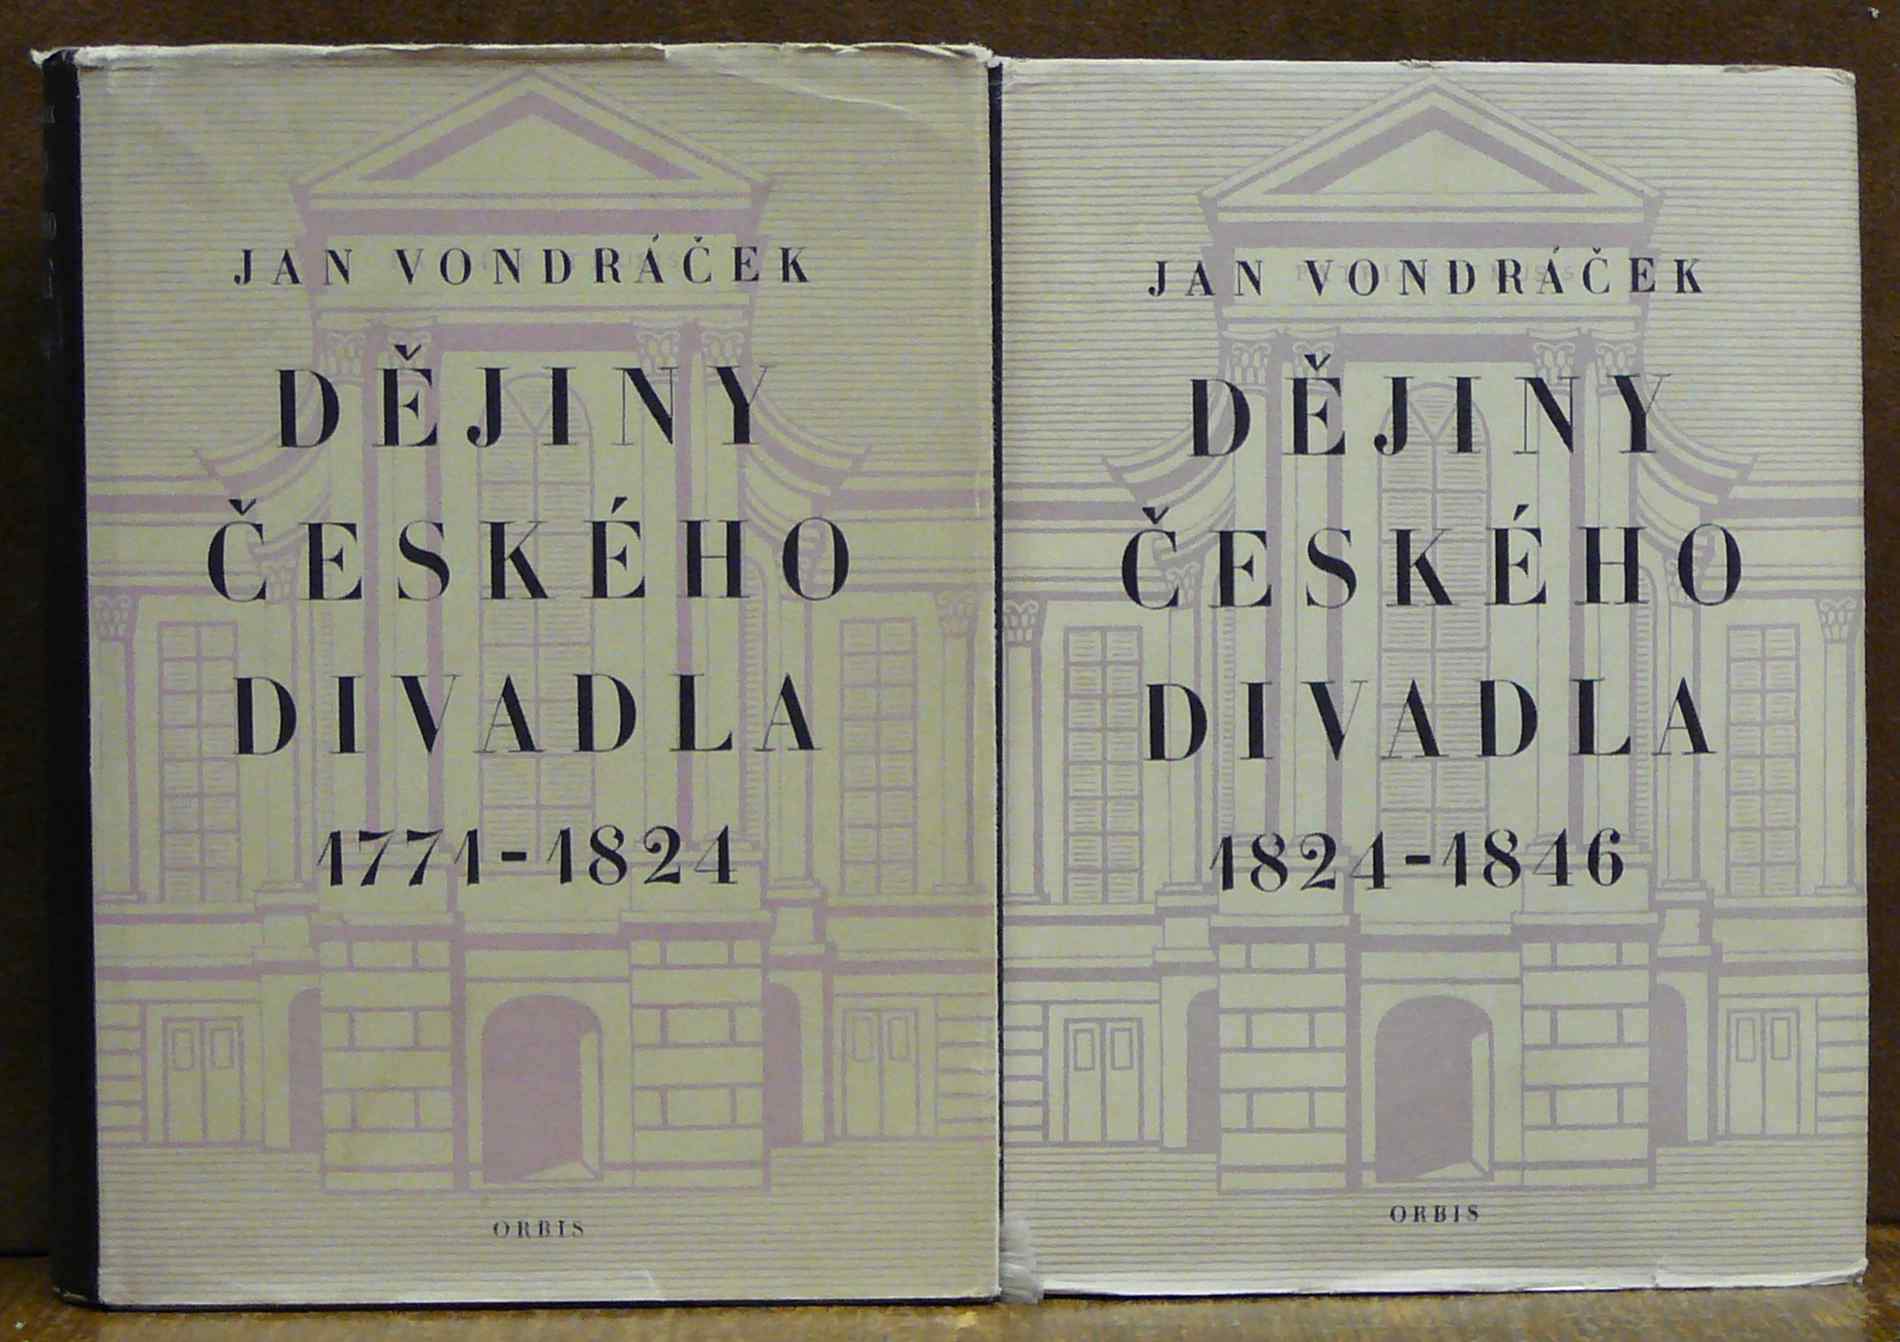 JAN VONDRÁČEK
DĚJINY
ČESKÉHO
DIVADLA
1771-1824
ORBIS
JAN VONDRÁČEK
DĚJINY
ČESKÉHO
DIVADLA
1824-1846
ORBIS